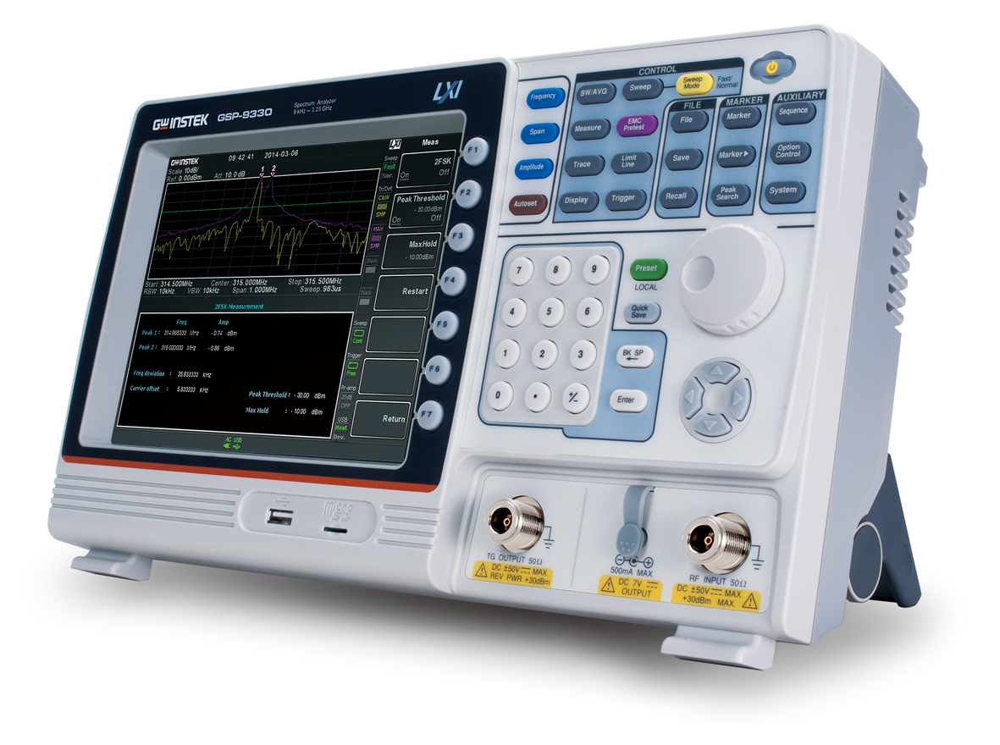 GWINSTEK GSP-9330
Spectrum Analyzer
9 kHz ~ 3.25 GHz
LXI
GWINSTEK
09:42:41 2014-03-06
Scale 10dB/
Ref. 0.00dBm
Att. 10.0 dB
1 2
Start 314.500MHz Center: 315.000MHz Stop: 315.500MHz
RBW: 10kHz VBW: 10kHz Span: 1.000MHz Sweep: 983us
2FSK Measurement
Freq Amp
Peak 1 : 314.968333 MHz -0.74 dBm
Peak 2 : 315.020000 MHz -0.86 dBm
Freq deviation : 25.833333 kHz
Carrier offset : 5.833333 kHz
Peak Threshold : -30.00 dBm
Max Hold : -10.00 dBm
AC USB
LXI
Sweep
Fast
Nor.
Tr/Det
C&W
SMP
MAX
SMP
Blank
Blank
Sweep
Cont
Trigger
Free
Pr-amp
20dB
OFF
USB
Host
Dev.
Meas
2FSK
On Off
Peak Threshold
-30.00dBm
On Off
MaxHold
-10.00dBm
Restart
Return
F1
F2
F3
F4
F5
F6
F7
micro
SD
Frequency
Span
Amplitude
Autoset
CONTROL
BW/AVG
Sweep
Sweep
Mode
Fast/
Normal
Measure
EMC
Pretest
Trace
Limit
Line
Display
Trigger
FILE
File
Save
Recall
MARKER
Marker
Marker▶
Peak
Search
AUXILIARY
Sequence
Option
Control
System
7 8 9
4 5 6
1 2 3
0 • +/−
Preset
LOCAL
Quick
Save
BK SP
←
Enter
TG OUTPUT 50Ω
DC ±50V MAX.
REV PWR +30dBm
500mA MAX.
DC 7V
OUTPUT
RF INPUT 50Ω
DC ±50V MAX.
+30dBm MAX.